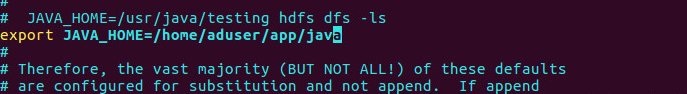 #
#  JAVA_HOME=/usr/java/testing hdfs dfs -ls
export JAVA_HOME=/home/aduser/app/java
#
# Therefore, the vast majority (BUT NOT ALL!) of these defaults
# are configured for substitution and not append.  If append